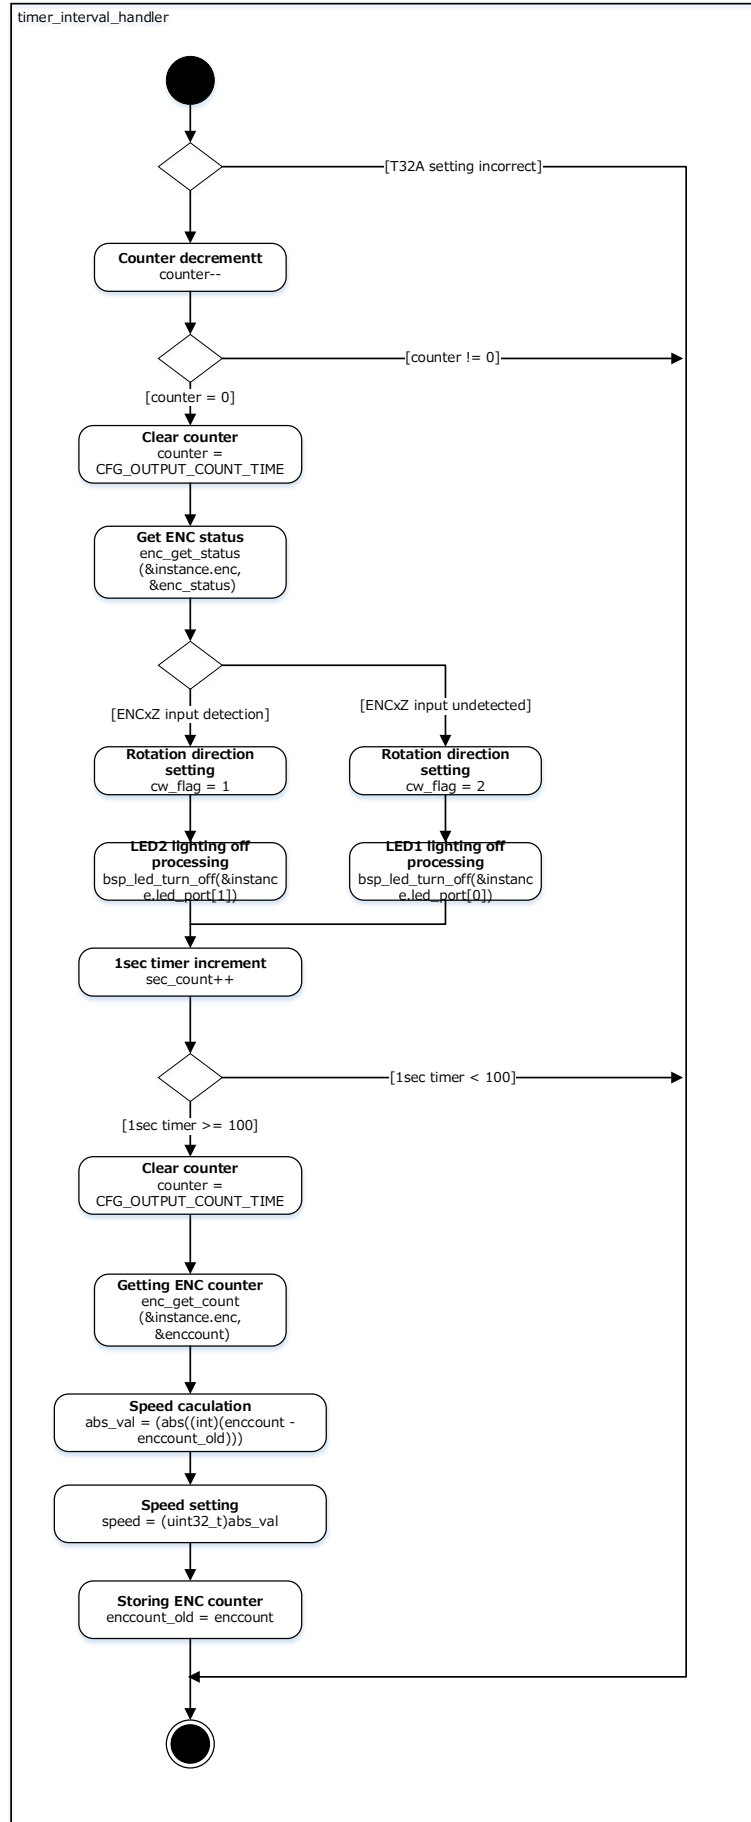 timer_interval_handler
[T32A setting incorrect]
Counter decrementt
counter--
[counter != 0]
[counter = 0]
Clear counter
counter =
CFG_OUTPUT_COUNT_TIME
Get ENC status
enc_get_status
(&instance.enc,
&enc_status)
[ENCxZ input detection]
[ENCxZ input undetected]
Rotation direction
setting
cw_flag = 1
Rotation direction
setting
cw_flag = 2
LED2 lighting off
processing
bsp_led_turn_off(&instanc
e.led_port[1])
LED1 lighting off
processing
bsp_led_turn_off(&instanc
e.led_port[0])
1sec timer increment
sec_count++
[1sec timer < 100]
[1sec timer >= 100]
Clear counter
counter =
CFG_OUTPUT_COUNT_TIME
Getting ENC counter
enc_get_count
(&instance.enc,
&enccount)
Speed caculation
abs_val = (abs((int)(enccount -
enccount_old)))
Speed setting
speed = (uint32_t)abs_val
Storing ENC counter
enccount_old = enccount